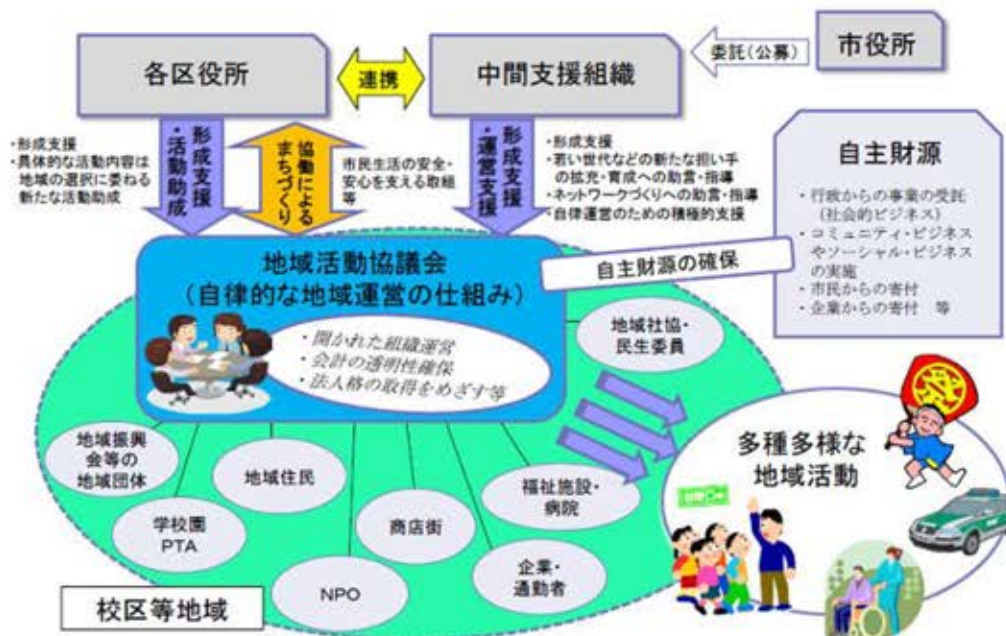 各区役所
連携
中間支援組織
委託(公募)
市役所
・形成支援
・具体的な活動内容は
地域の選択に委ねる
新たな活動助成
形成支援
・活動助成
協働による
まちづくり
市民生活の安全・
安心を支える取組
等
形成支援
・運営支援
・形成支援
・若い世代などの新たな担い手
の拡充・育成への助言・指導
・ネットワークづくりへの助言・指導
・自律運営のための積極的支援
自主財源
・行政からの事業の受託
(社会的ビジネス)
・コミュニティ・ビジネス
やソーシャル・ビジネス
の実施
・市民からの寄付
・企業からの寄付 等
地域活動協議会
(自律的な地域運営の仕組み)
自主財源の確保
・開かれた組織運営
・会計の透明性確保
・法人格の取得をめざす等
地域社協・
民生委員
地域振興
会等の
地域団体
地域住民
学校園
PTA
NPO
商店街
福祉施設・
病院
企業・
通勤者
多種多様な
地域活動
校区等地域